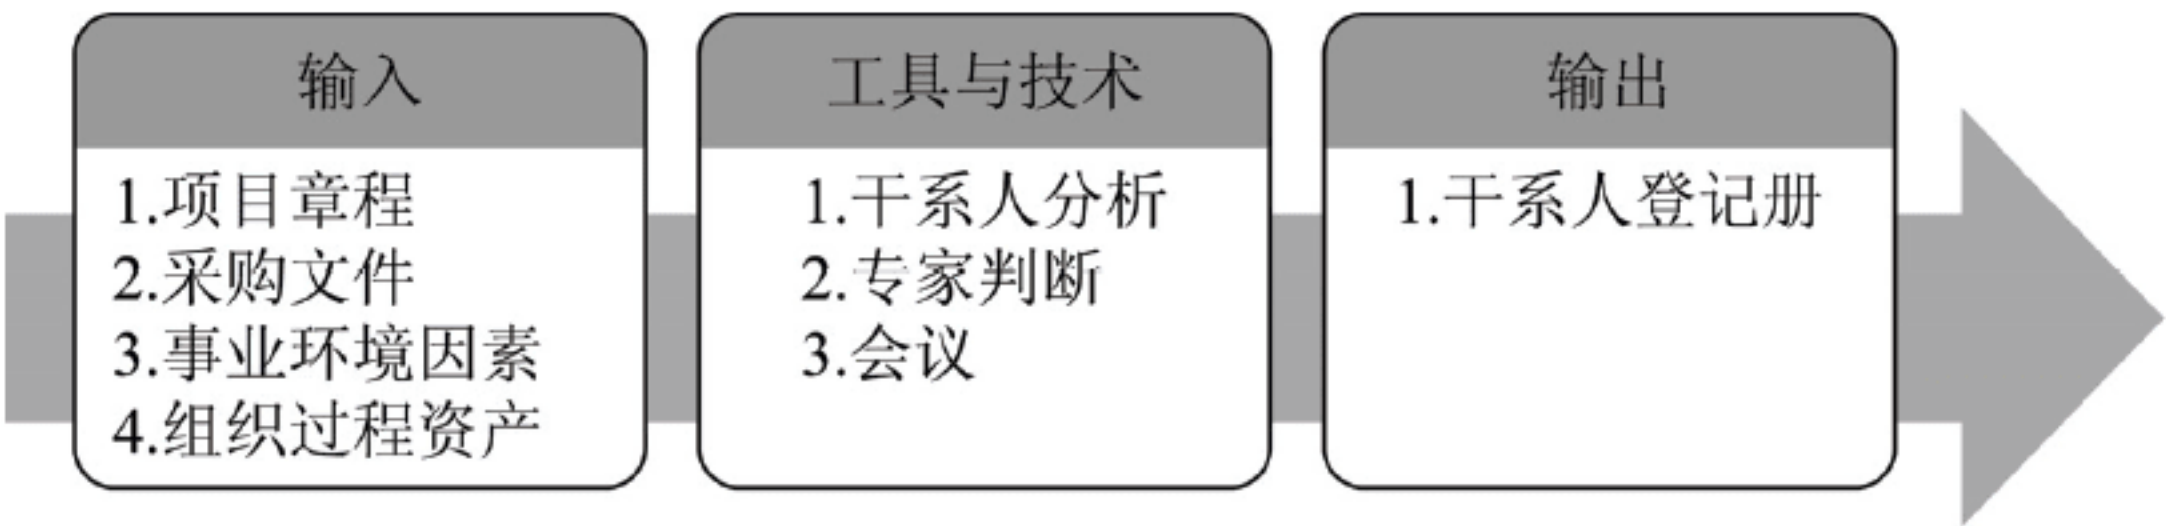 输入
1.项目章程
2.采购文件
3.事业环境因素
4.组织过程资产
工具与技术
1.干系人分析
2.专家判断
3.会议
输出
1.干系人登记册